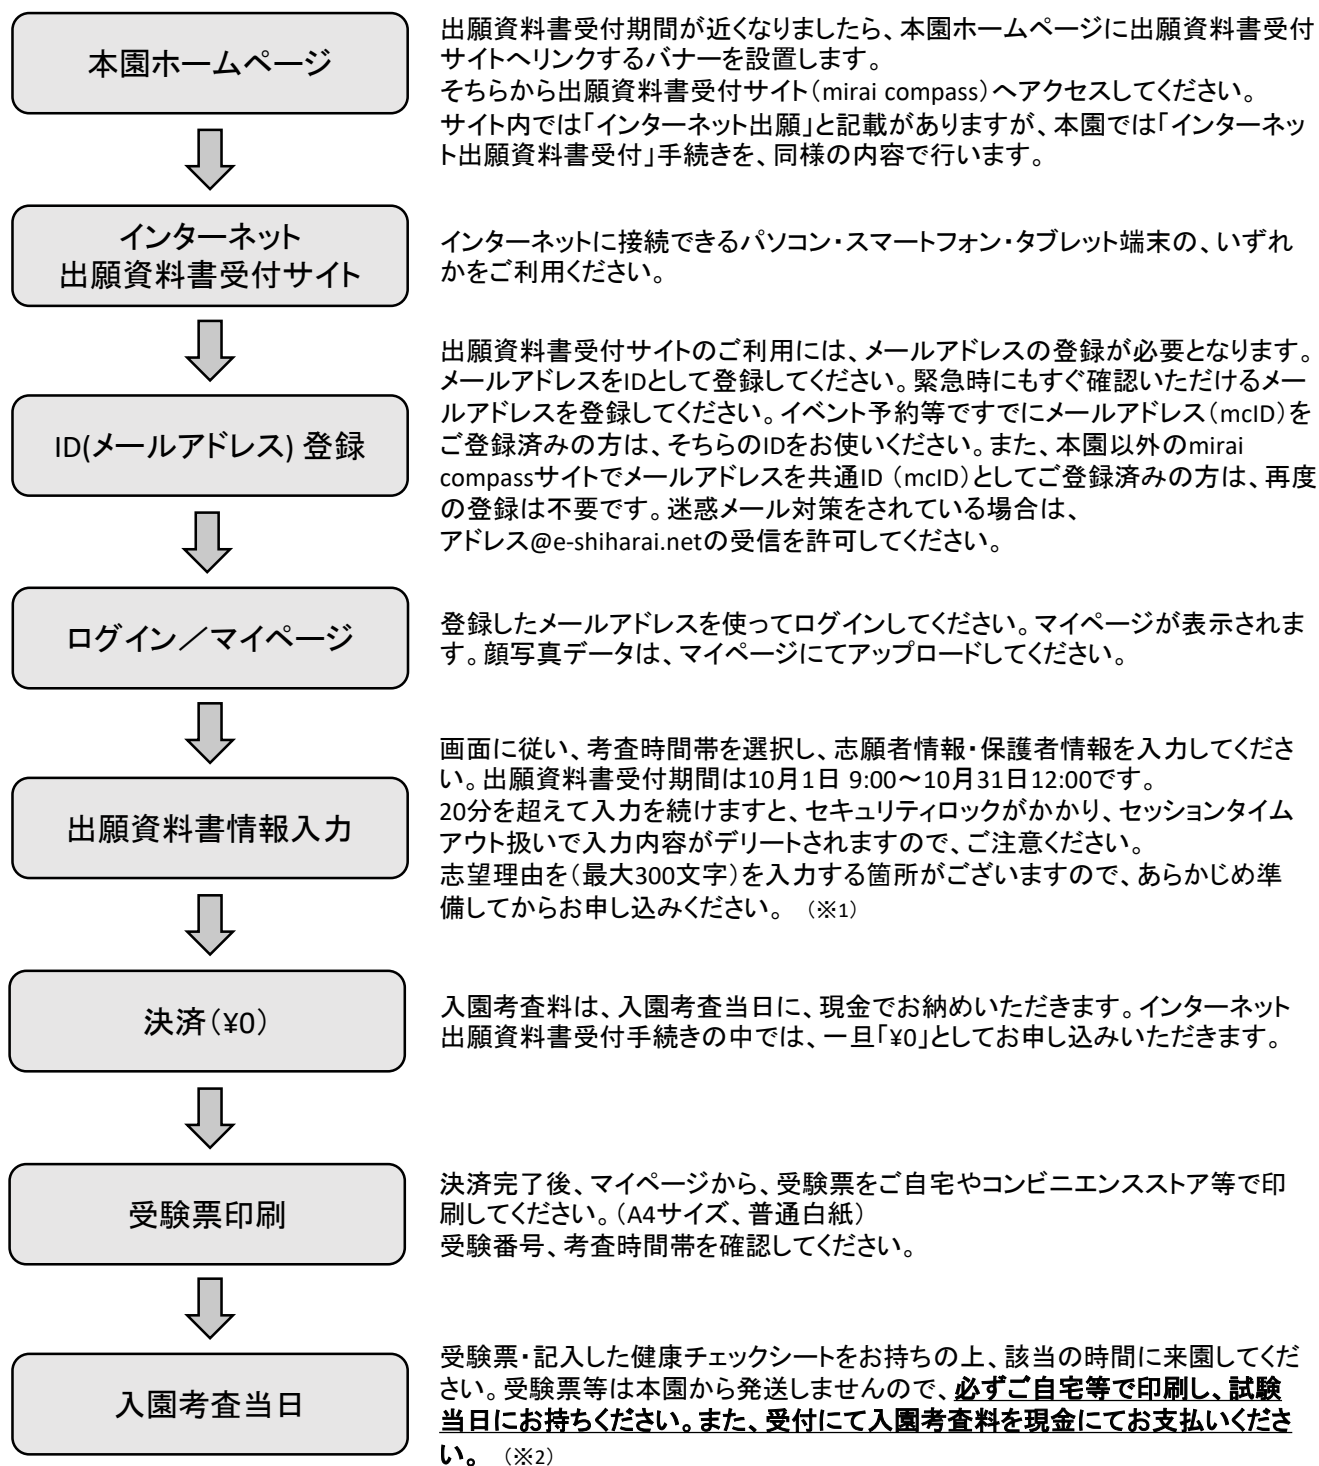 本園ホームページ
出願資料書受付期間が近くなりましたら、本園ホームページに出願資料書受付
サイトへリンクするバナーを設置します。
そちらから出願資料書受付サイト（mirai compass）へアクセスしてください。
サイト内では「インターネット出願」と記載がありますが、本園では「インターネッ
ト出願資料書受付」手続きを、同様の内容で行います。
インターネット
出願資料書受付サイト
インターネットに接続できるパソコン・スマートフォン・タブレット端末の、いずれ
かをご利用ください。
ID(メールアドレス) 登録
出願資料書受付サイトのご利用には、メールアドレスの登録が必要となります。
メールアドレスをIDとして登録してください。緊急時にもすぐ確認いただけるメー
ルアドレスを登録してください。イベント予約等ですでにメールアドレス（mcID）を
ご登録済みの方は、そちらのIDをお使いください。また、本園以外のmirai
compassサイトでメールアドレスを共通ID （mcID）としてご登録済みの方は、再度
の登録は不要です。迷惑メール対策をされている場合は、
アドレス@e-shiharai.netの受信を許可してください。
ログイン／マイページ
登録したメールアドレスを使ってログインしてください。マイページが表示されま
す。顔写真データは、マイページにてアップロードしてください。
出願資料書情報入力
画面に従い、考査時間帯を選択し、志願者情報・保護者情報を入力してくださ
い。出願資料書受付期間は10月1日 9:00～10月31日12:00です。
20分を超えて入力を続けますと、セキュリティロックがかかり、セッションタイム
アウト扱いで入力内容がデリートされますので、ご注意ください。
志望理由を（最大300文字）を入力する箇所がございますので、あらかじめ準
備してからお申し込みください。 （※1）
決済（¥0）
入園考査料は、入園考査当日に、現金でお納めいただきます。インターネット
出願資料書受付手続きの中では、一旦「¥0」としてお申し込みいただきます。
受験票印刷
決済完了後、マイページから、受験票をご自宅やコンビニエンスストア等で印
刷してください。（A4サイズ、普通白紙）
受験番号、考査時間帯を確認してください。
入園考査当日
受験票・記入した健康チェックシートをお持ちの上、該当の時間に来園してくだ
さい。受験票等は本園から発送しませんので、必ずご自宅等で印刷し、試験
当日にお持ちください。また、受付にて入園考査料を現金にてお支払いくださ
い。 （※2）